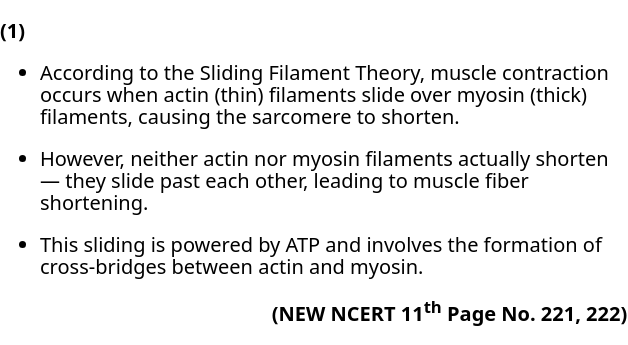 (1)
• According to the Sliding Filament Theory, muscle contraction
occurs when actin (thin) filaments slide over myosin (thick)
filaments, causing the sarcomere to shorten.
• However, neither actin nor myosin filaments actually shorten
— they slide past each other, leading to muscle fiber
shortening.
• This sliding is powered by ATP and involves the formation of
cross-bridges between actin and myosin.
(NEW NCERT 11th Page No. 221, 222)